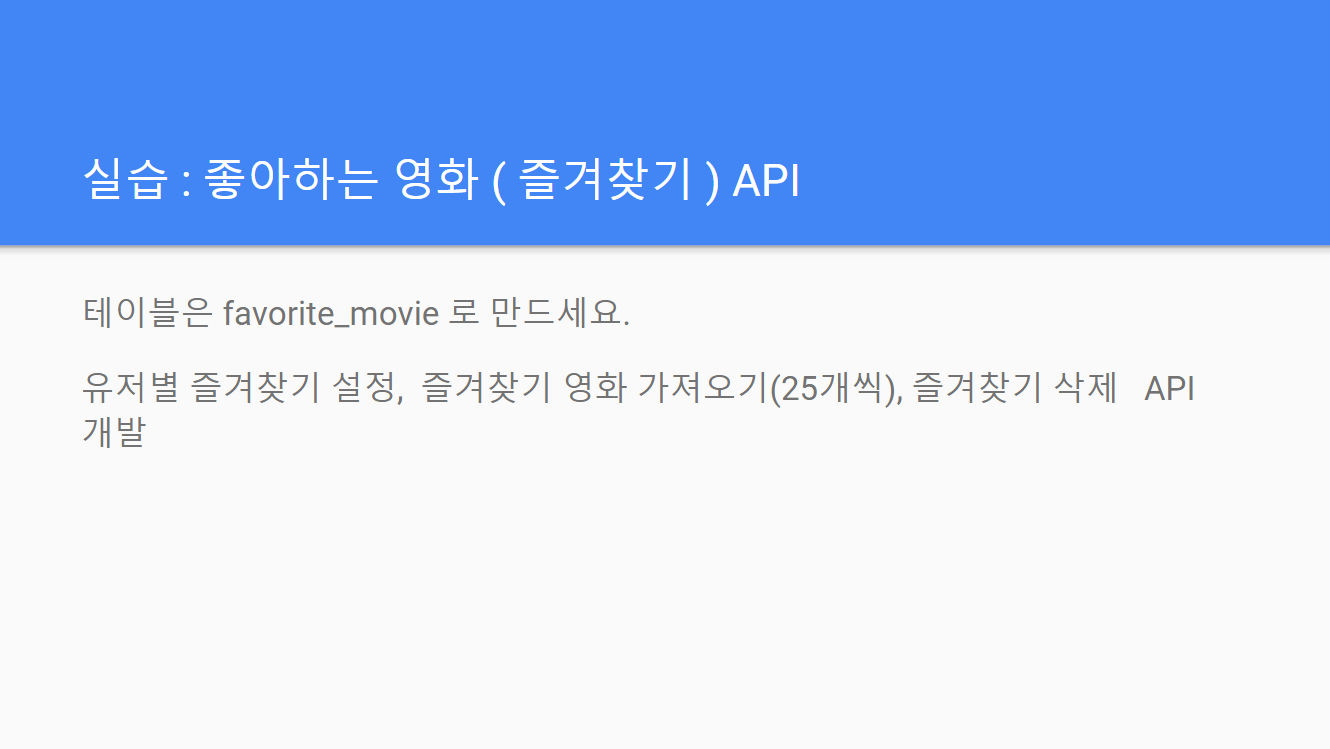 실습 : 좋아하는 영화 ( 즐겨찾기 ) API
테이블은 favorite_movie 로 만드세요.
유저별 즐겨찾기 설정,  즐겨찾기 영화 가져오기(25개씩), 즐겨찾기 삭제   API
개발